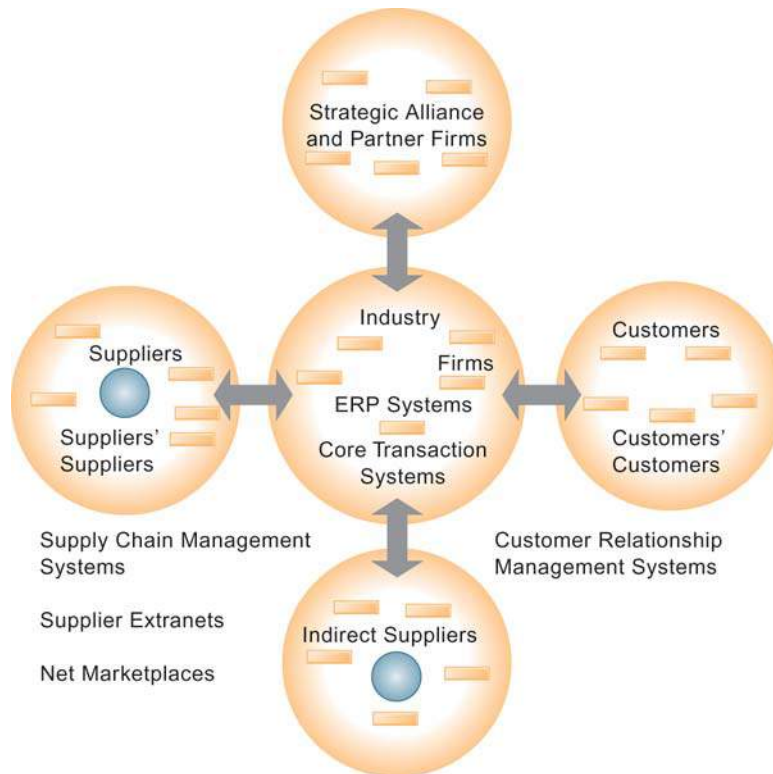 Strategic Alliance
and Partner Firms
Industry
Firms
ERP Systems
Core Transaction
Systems
Suppliers
Suppliers’
Suppliers
Customers
Customers’
Customers
Supply Chain Management
Systems
Supplier Extranets
Net Marketplaces
Customer Relationship
Management Systems
Indirect Suppliers